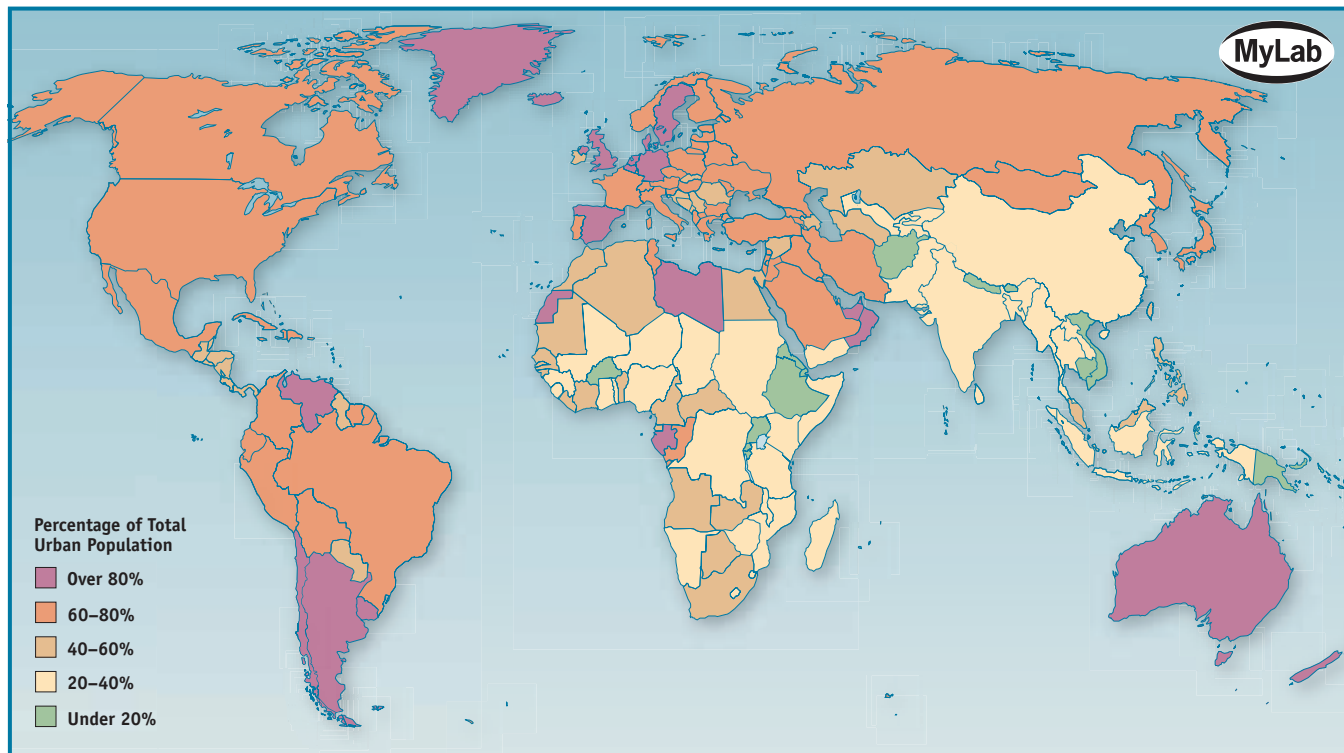 MyLab
Percentage of Total
Urban Population
Over 80%
60–80%
40–60%
20–40%
Under 20%